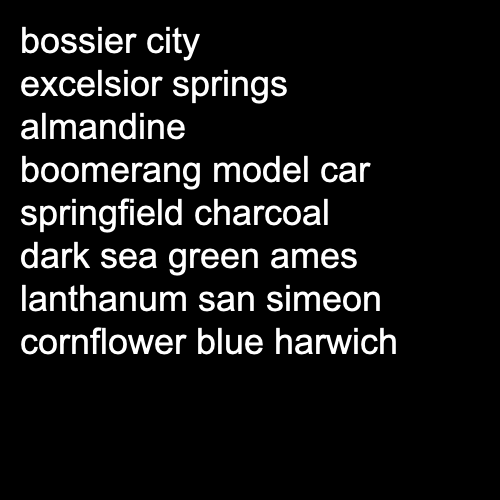 bossier city
excelsior springs
almandine
boomerang model car
springfield charcoal
dark sea green ames
lanthanum san simeon
cornflower blue harwich